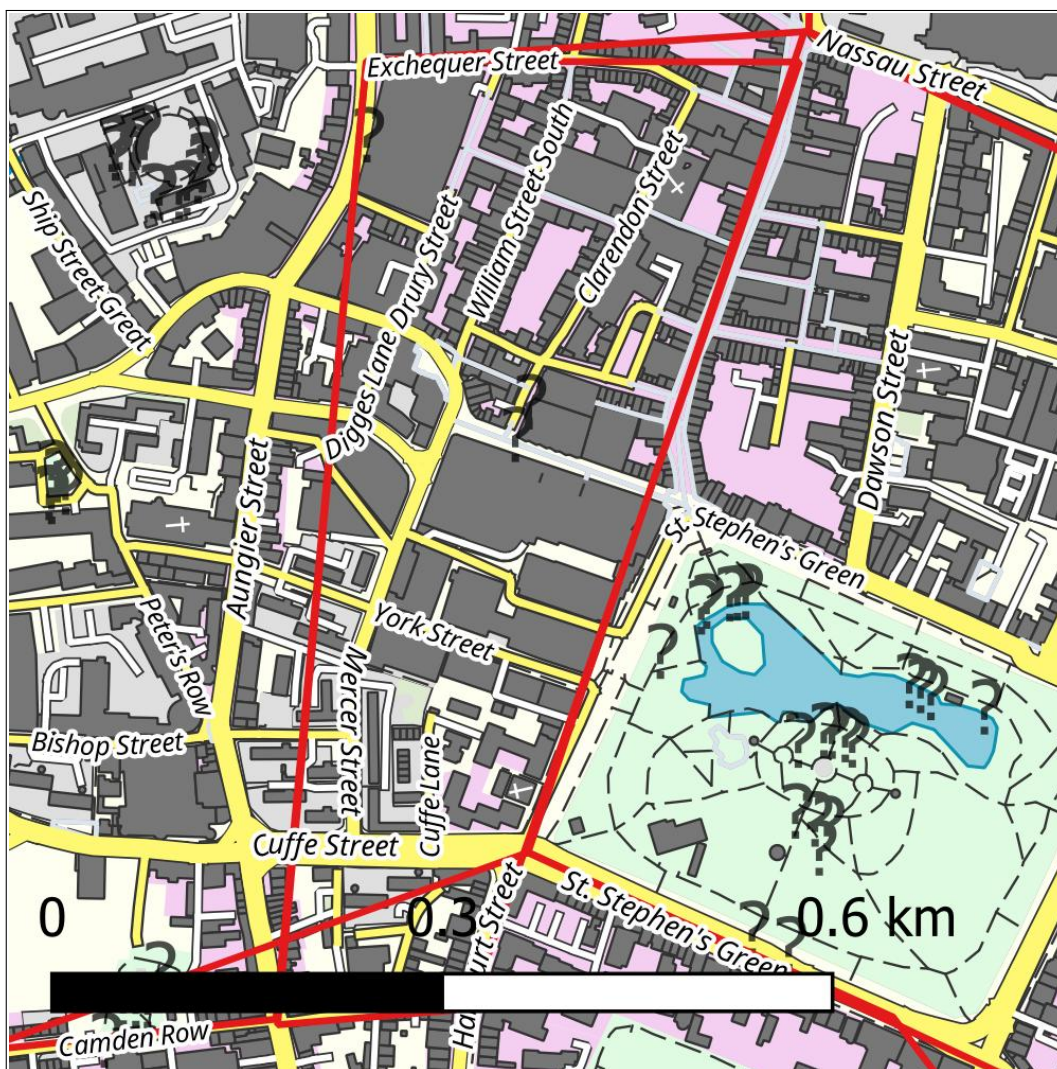 Nassau Street
Exchequer Street
William Street South
Clarendon Street
Ship Street Great
Drury Street
Digges Lane
Dawson Street
St. Stephen's Green
Aungier Street
York Street
Peter's Row
Mercer Street
Bishop Street
Cuffe Lane
Cuffe Street
St. Stephen's Green
0 0.3 0.6 km
Camden Row